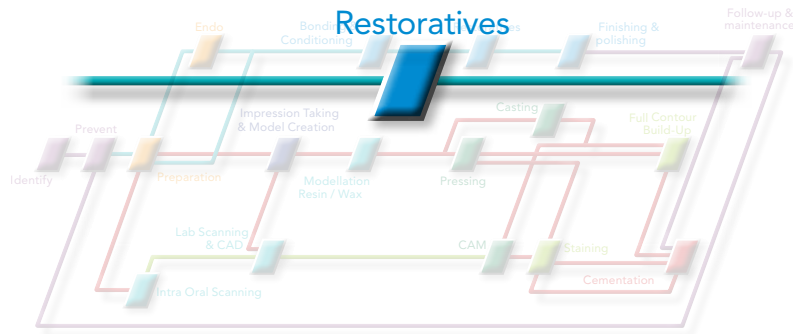 Restoratives
Follow-up &
maintenance
Endo
Bonding
Conditioning
Finishing &
polishing
Casting
Impression Taking
& Model Creation
Full Contour
Build-Up
Prevent
Identify
Preparation
Modellation
Resin / Wax
Pressing
Lab Scanning
& CAD
CAM
Staining
Cementation
Intra Oral Scanning